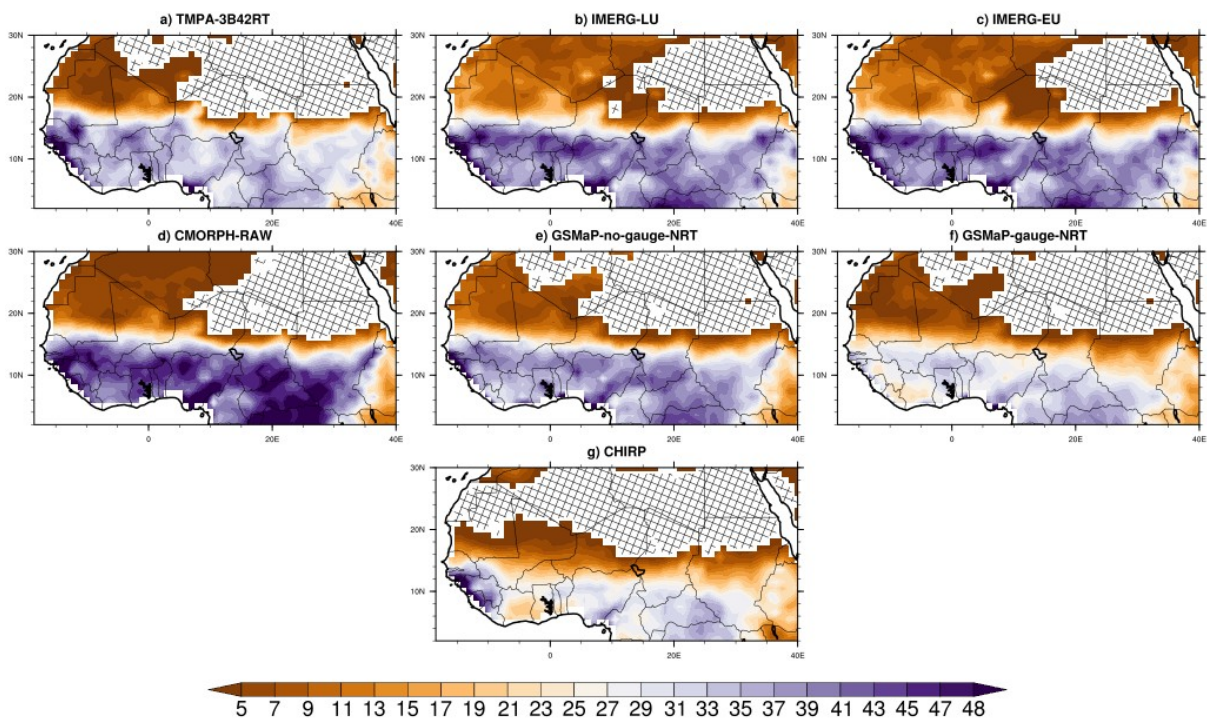 a) TMPA-3B42RT
b) IMERG-LU
c) IMERG-EU
30N
20N
10N
0
20E
40E
30N
20N
10N
0
20E
40E
30N
20N
10N
0
20E
40E
d) CMORPH-RAW
e) GSMaP-no-gauge-NRT
f) GSMaP-gauge-NRT
30N
20N
10N
0
20E
40E
30N
20N
10N
0
20E
40E
30N
20N
10N
0
20E
40E
g) CHIRP
30N
20N
10N
0
20E
40E
5 7 9 11 13 15 17 19 21 23 25 27 29 31 33 35 37 39 41 43 45 47 48